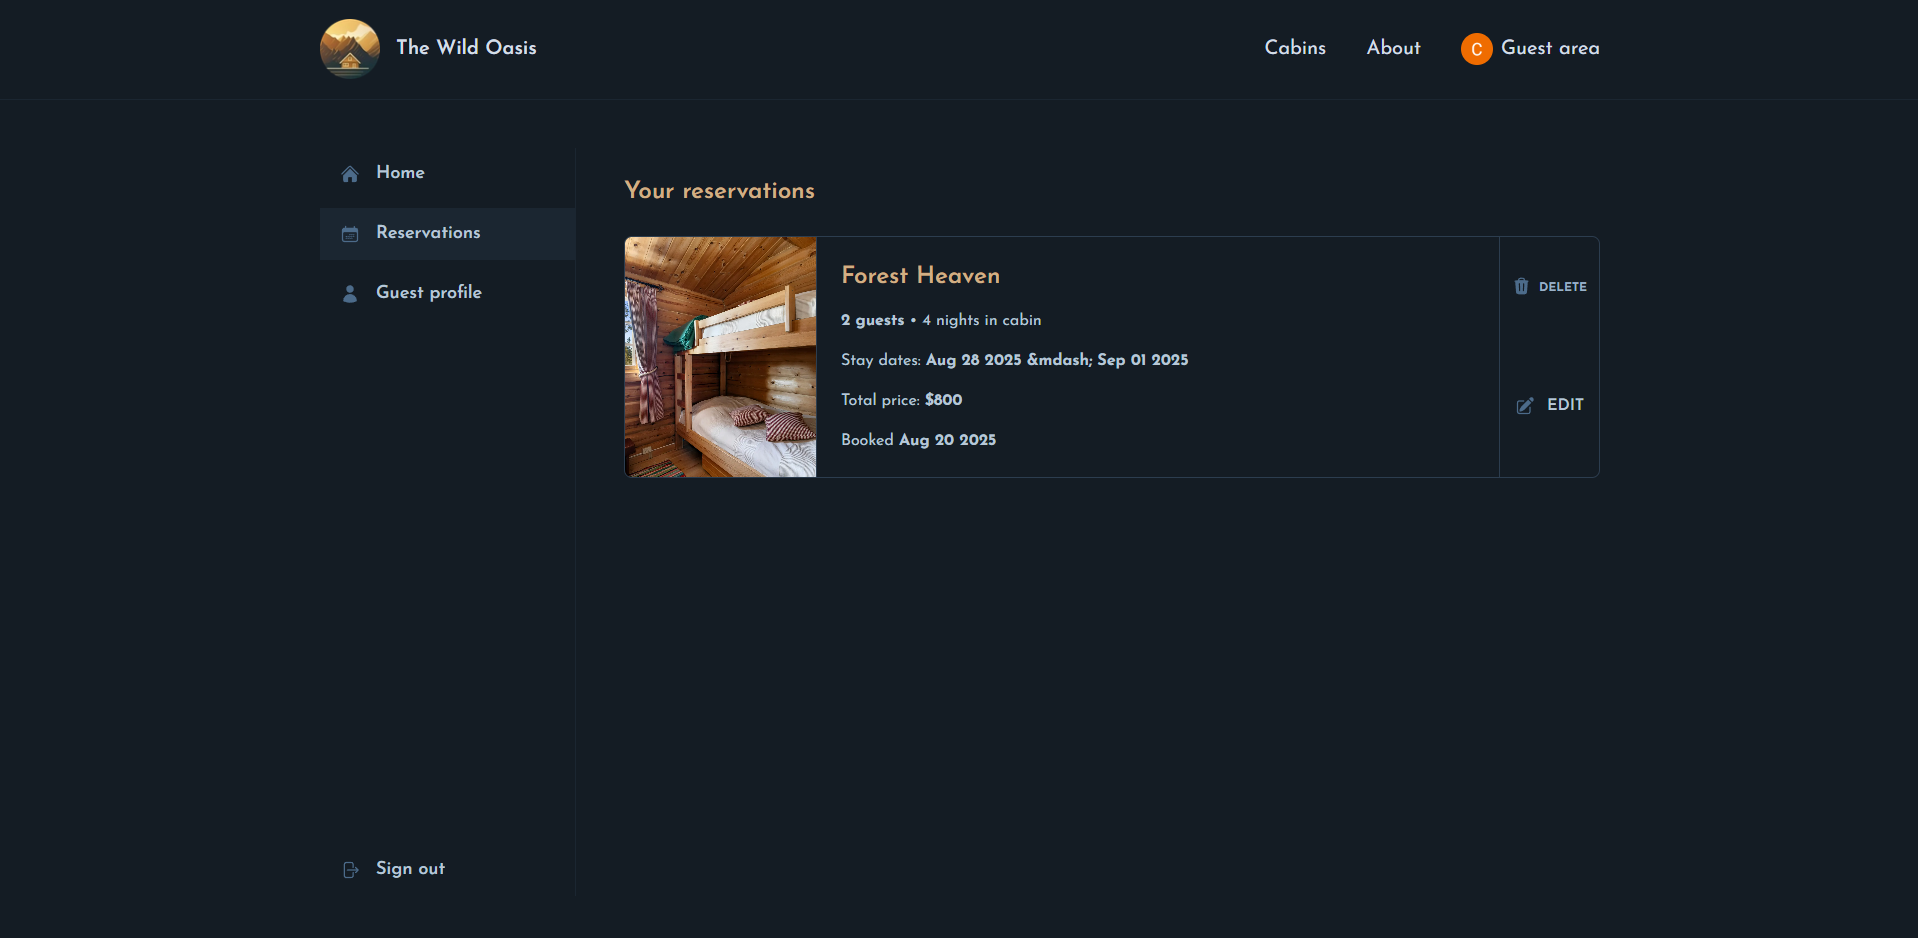 The Wild Oasis
Cabins
About
C
Guest area
Home
Reservations
Guest profile
Sign out
Your reservations
Forest Heaven
2 guests • 4 nights in cabin
Stay dates: Aug 28 2025 &mdash; Sep 01 2025
Total price: $800
Booked Aug 20 2025
DELETE
EDIT